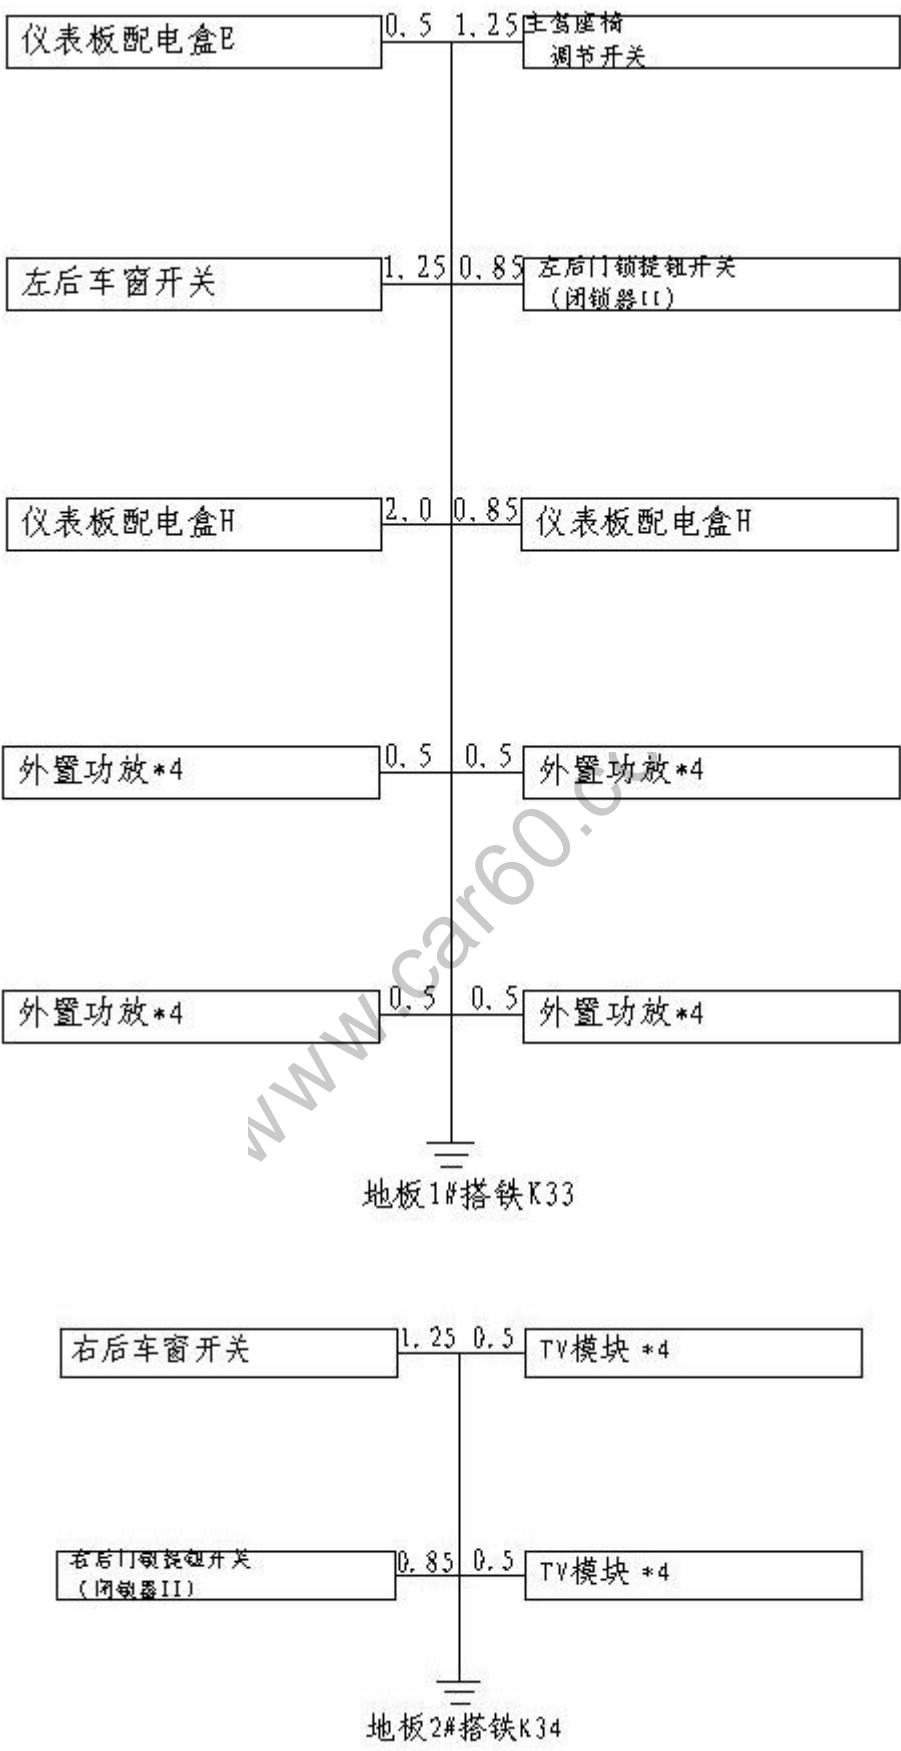 仪表板配电盒E
0.5
1.25
主驾座椅
调节开关
左后车窗开关
1.25
0.85
左后门锁提钮开关
(闭锁器II)
仪表板配电盒H
2.0
0.85
仪表板配电盒H
外置功放*4
0.5
0.5
外置功放*4
外置功放*4
0.5
0.5
外置功放*4
地板1#搭铁K33
右后车窗开关
1.25
0.5
TV模块*4
右后门锁提钮开关
(闭锁器II)
0.85
0.5
TV模块*4
地板2#搭铁K34
www.car60.co